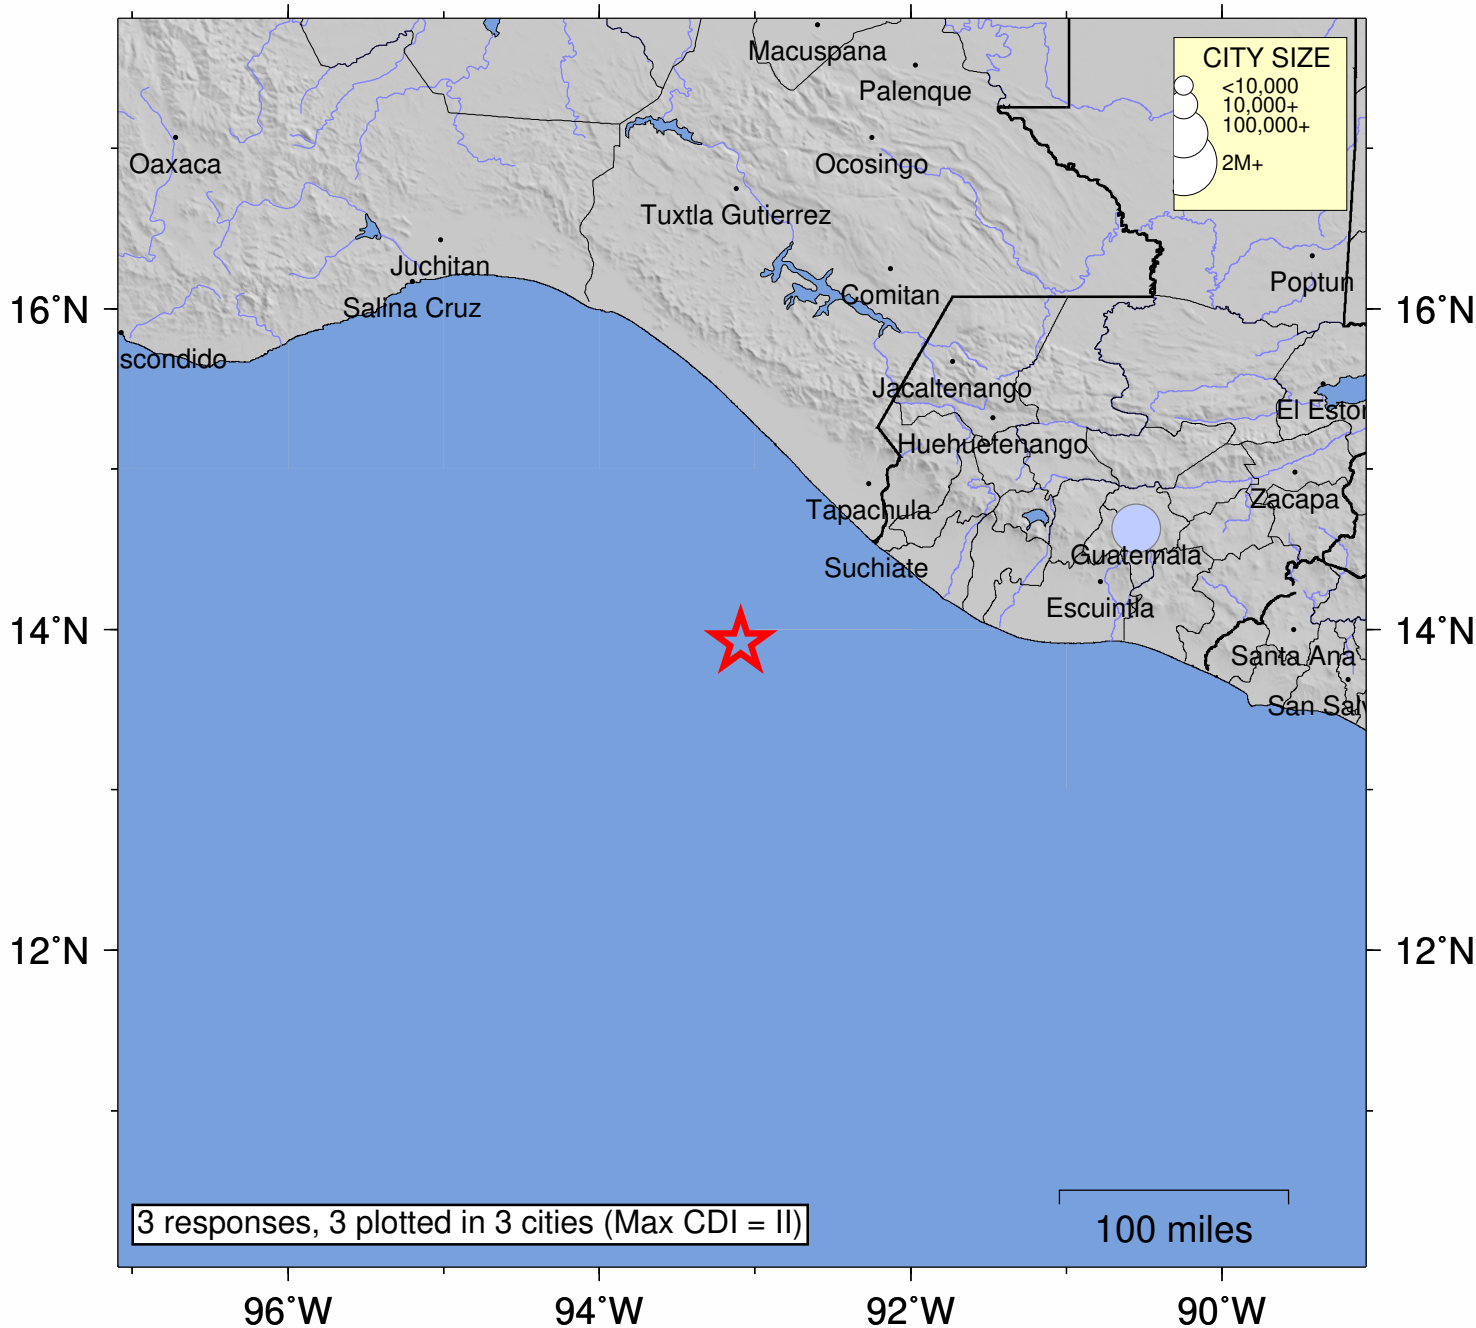 Macuspana
Palenque
Oaxaca
Ocosingo
Tuxtla Gutierrez
Juchitan
Salina Cruz
Comitan
Poptun
scondido
Jacaltenango
El Estor
Huehuetenango
Zacapa
Tapachula
Guatemala
Suchiate
Escuintla
Santa Ana
San Salv
CITY SIZE
<10,000
10,000+
100,000+
2M+
16°N
16°N
14°N
14°N
12°N
12°N
3 responses, 3 plotted in 3 cities (Max CDI = II)
100 miles
96°W
94°W
92°W
90°W